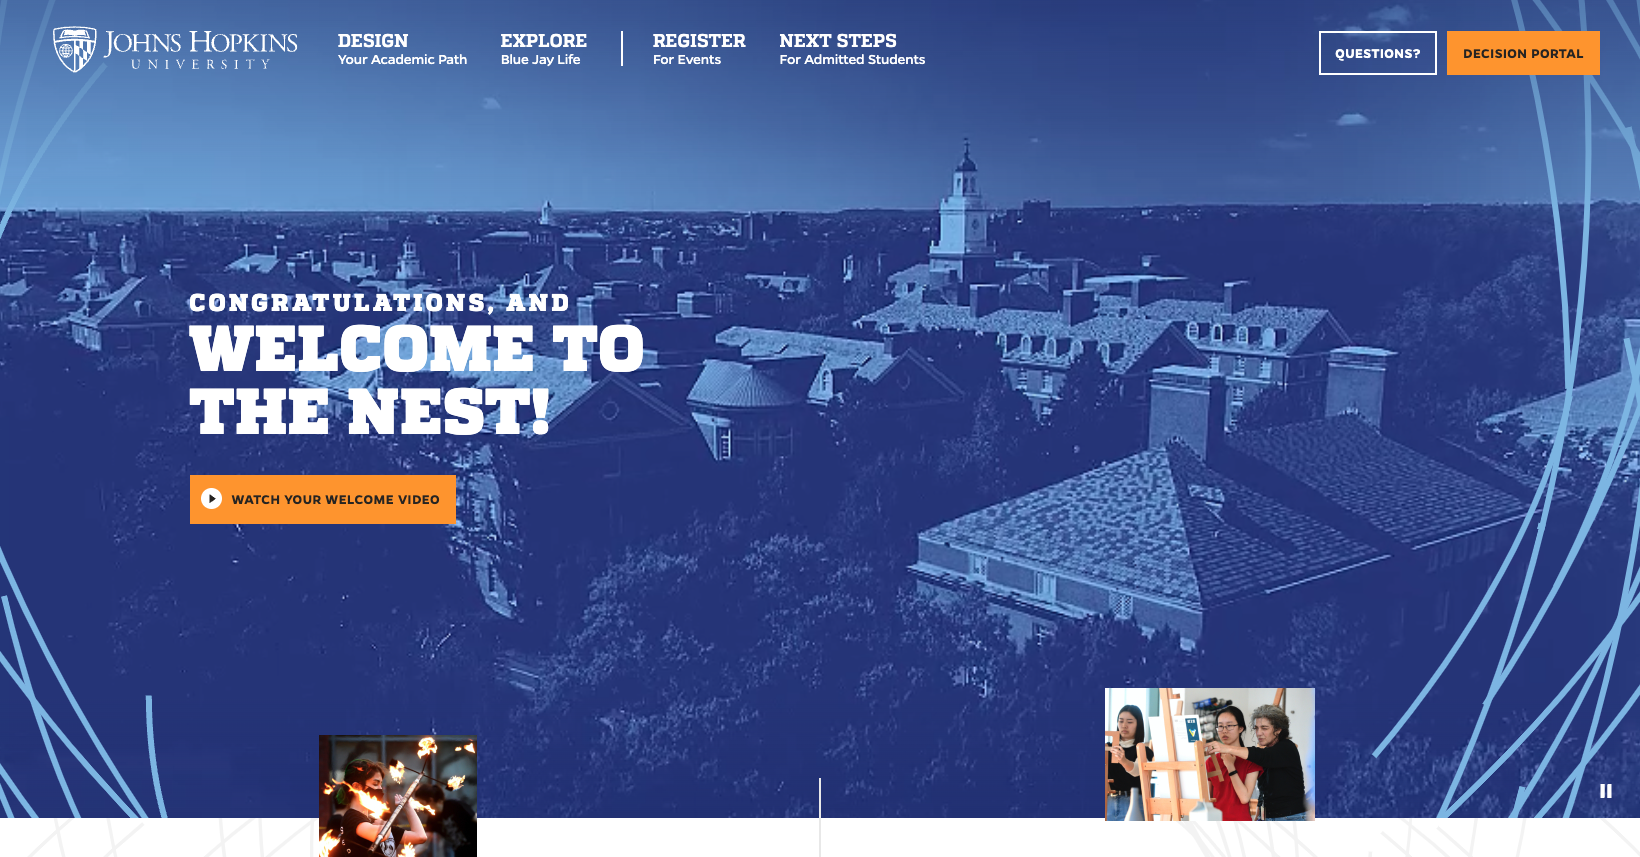 JOHNS HOPKINS
UNIVERSITY
DESIGN
Your Academic Path
EXPLORE
Blue Jay Life
REGISTER
For Events
NEXT STEPS
For Admitted Students
QUESTIONS?
DECISION PORTAL
CONGRATULATIONS, AND
WELCOME TO
THE NEST!
WATCH YOUR WELCOME VIDEO